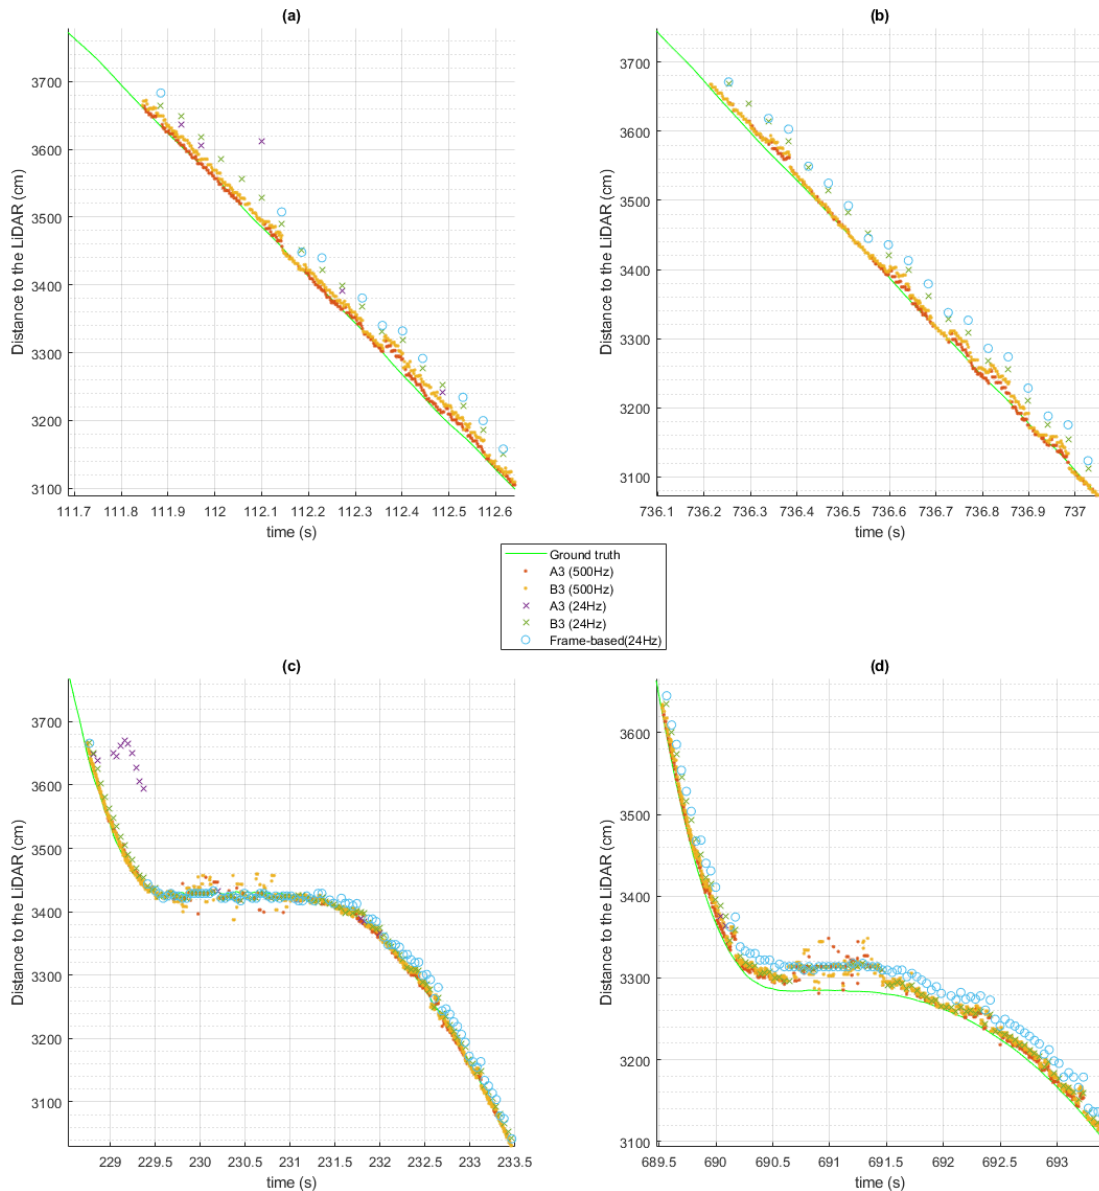 (a)
3700
3600
3500
3400
3300
3200
3100
Distance to the LiDAR (cm)
111.7 111.8 111.9 112 112.1 112.2 112.3 112.4 112.5 112.6
time (s)
(b)
3700
3600
3500
3400
3300
3200
3100
Distance to the LiDAR (cm)
736.1 736.2 736.3 736.4 736.5 736.6 736.7 736.8 736.9 737
time (s)
Ground truth
A3 (500Hz)
B3 (500Hz)
A3 (24Hz)
B3 (24Hz)
Frame-based(24Hz)
(c)
3700
3600
3500
3400
3300
3200
3100
Distance to the LiDAR (cm)
229 229.5 230 230.5 231 231.5 232 232.5 233 233.5
time (s)
(d)
3600
3500
3400
3300
3200
3100
Distance to the LiDAR (cm)
689.5 690 690.5 691 691.5 692 692.5 693
time (s)